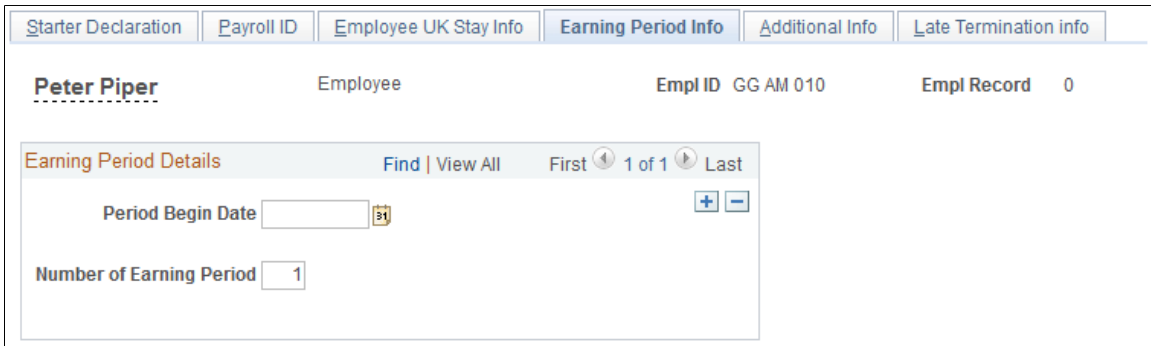 Starter Declaration Payroll ID Employee UK Stay Info Earning Period Info Additional Info Late Termination info
Peter Piper Employee Empl ID GG AM 010 Empl Record 0
Earning Period Details Find | View All First 1 of 1 Last
Period Begin Date 31
Number of Earning Period 1